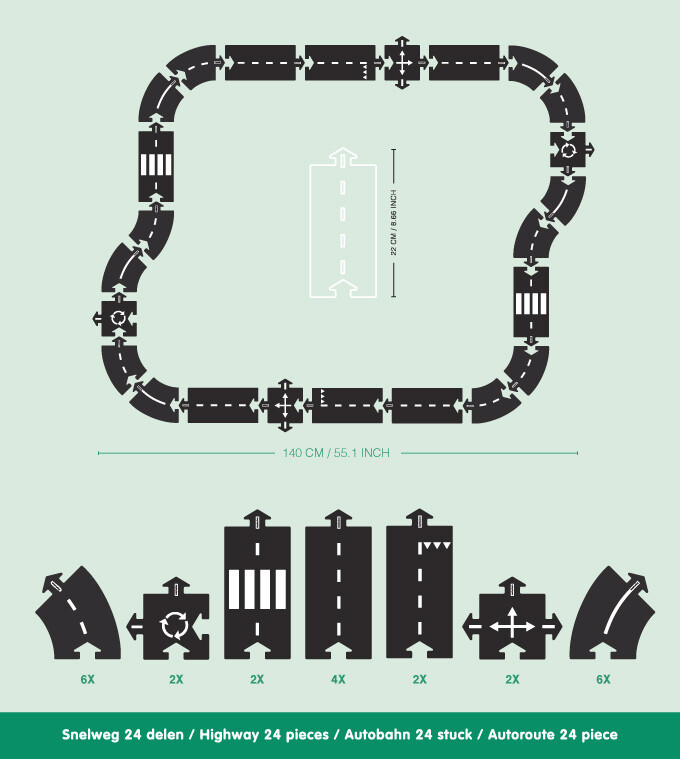 22 CM / 8.66 INCH
140 CM / 55.1 INCH
6X
2X
2X
4X
2X
2X
6X
Snelweg 24 delen / Highway 24 pieces / Autobahn 24 stuck / Autoroute 24 piece